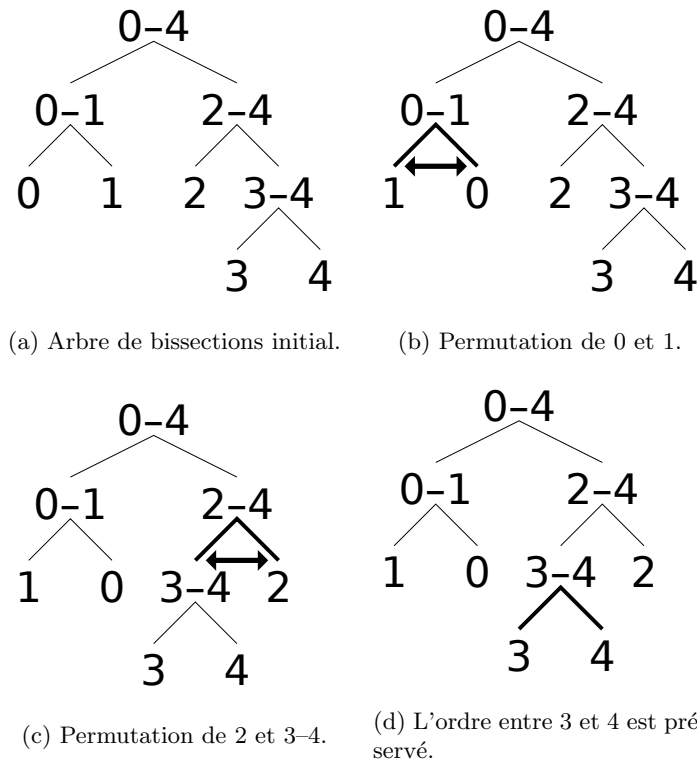 0–4
0–1 2–4
0 1 2 3–4
3 4
(a) Arbre de bissections initial.
0–4
0–1 2–4
1 0 2 3–4
3 4
(b) Permutation de 0 et 1.
0–4
0–1 2–4
1 0 3–4 2
3 4
(c) Permutation de 2 et 3–4.
0–4
0–1 2–4
1 0 3–4 2
3 4
(d) L'ordre entre 3 et 4 est pré
servé.